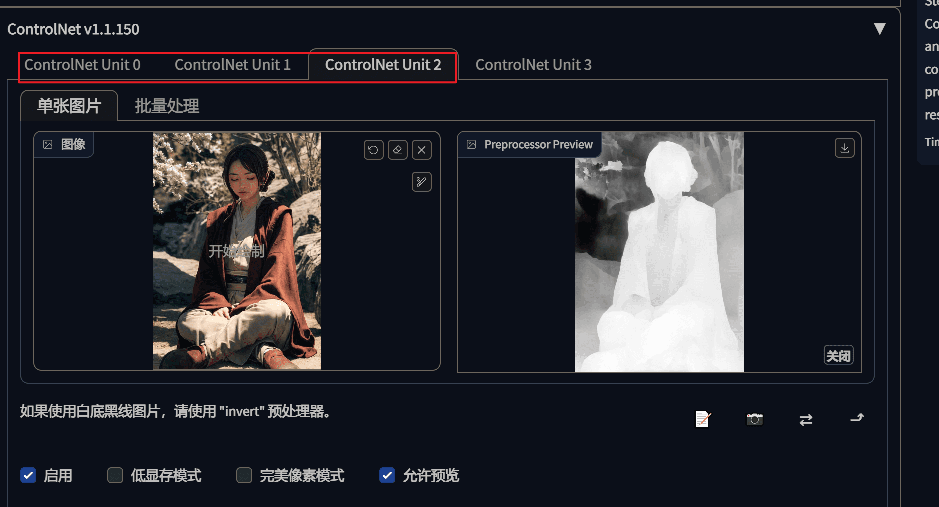 ControlNet v1.1.150
▼
ControlNet Unit 0 ControlNet Unit 1 ControlNet Unit 2 ControlNet Unit 3
单张图片 批量处理
图像
开始绘制
Preprocessor Preview
关闭
如果使用白底黑线图片，请使用 "invert" 预处理器。
启用 低显存模式 完美像素模式 允许预览
Co
an
co
pre
res
Tim